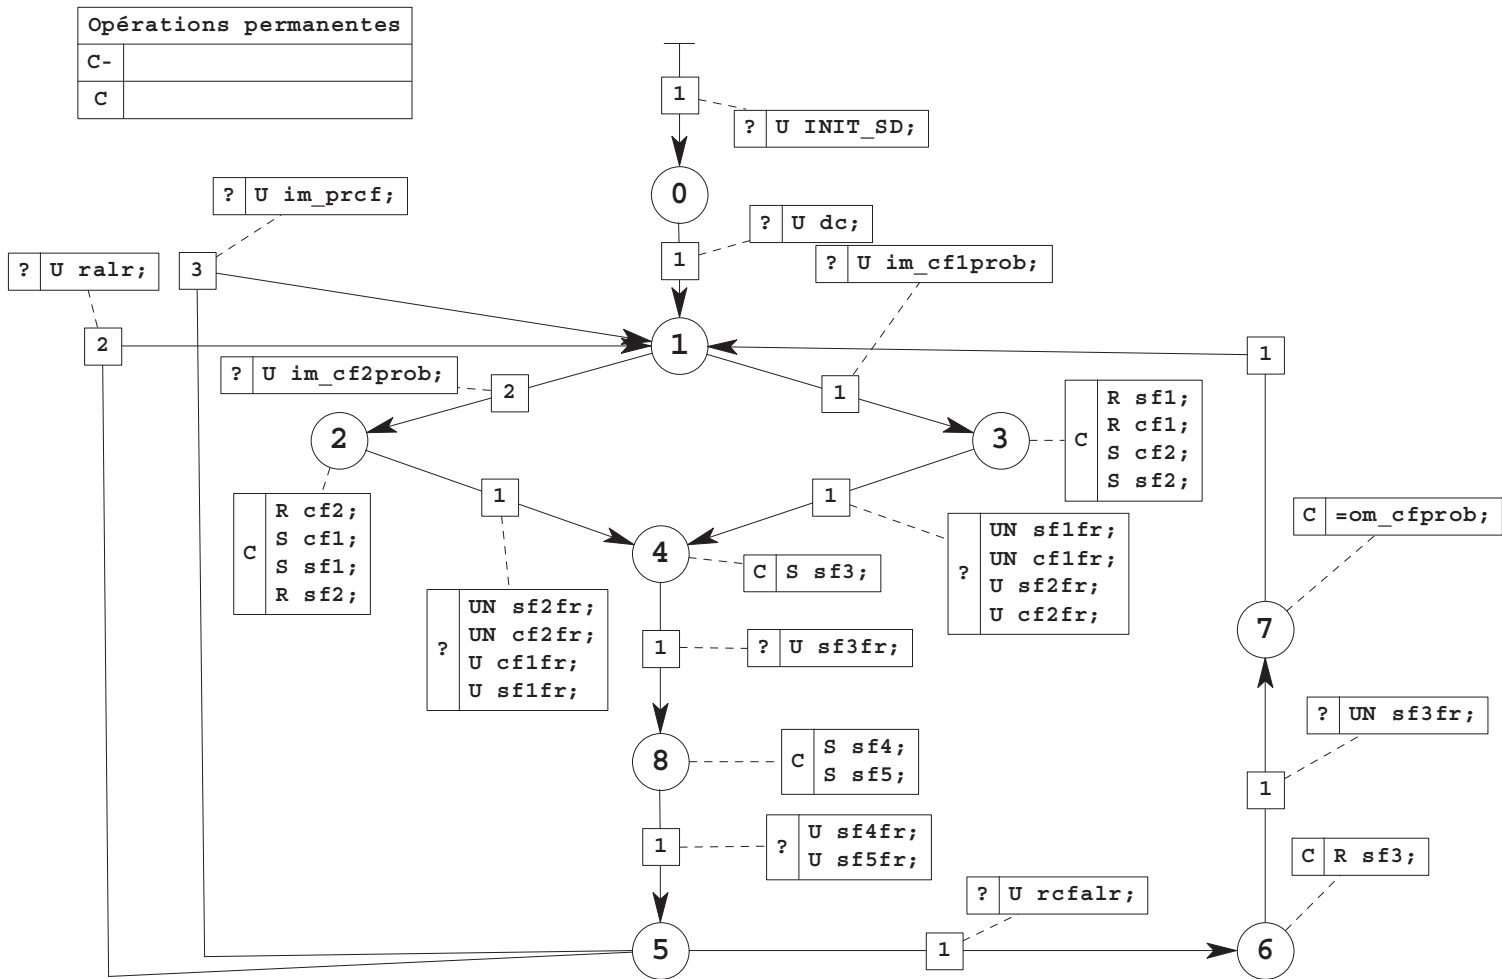 Opérations permanentes
C-
C
1
? U INIT_SD;
0
? U im_prcf;
? U dc;
1
? U im_cf1prob;
? U ralr;
3
2
1
1
? U im_cf2prob;
2
1
2
3
C
R sf1;
R cf1;
S cf2;
S sf2;
1
1
C
R cf2;
S cf1;
S sf1;
R sf2;
C =om_cfprob;
4
C S sf3;
?
UN sf1fr;
UN cf1fr;
U sf2fr;
U cf2fr;
?
UN sf2fr;
UN cf2fr;
U cf1fr;
U sf1fr;
1
? U sf3fr;
7
? UN sf3fr;
8
C
S sf4;
S sf5;
1
1
?
U sf4fr;
U sf5fr;
C R sf3;
? U rcfalr;
5
1
6